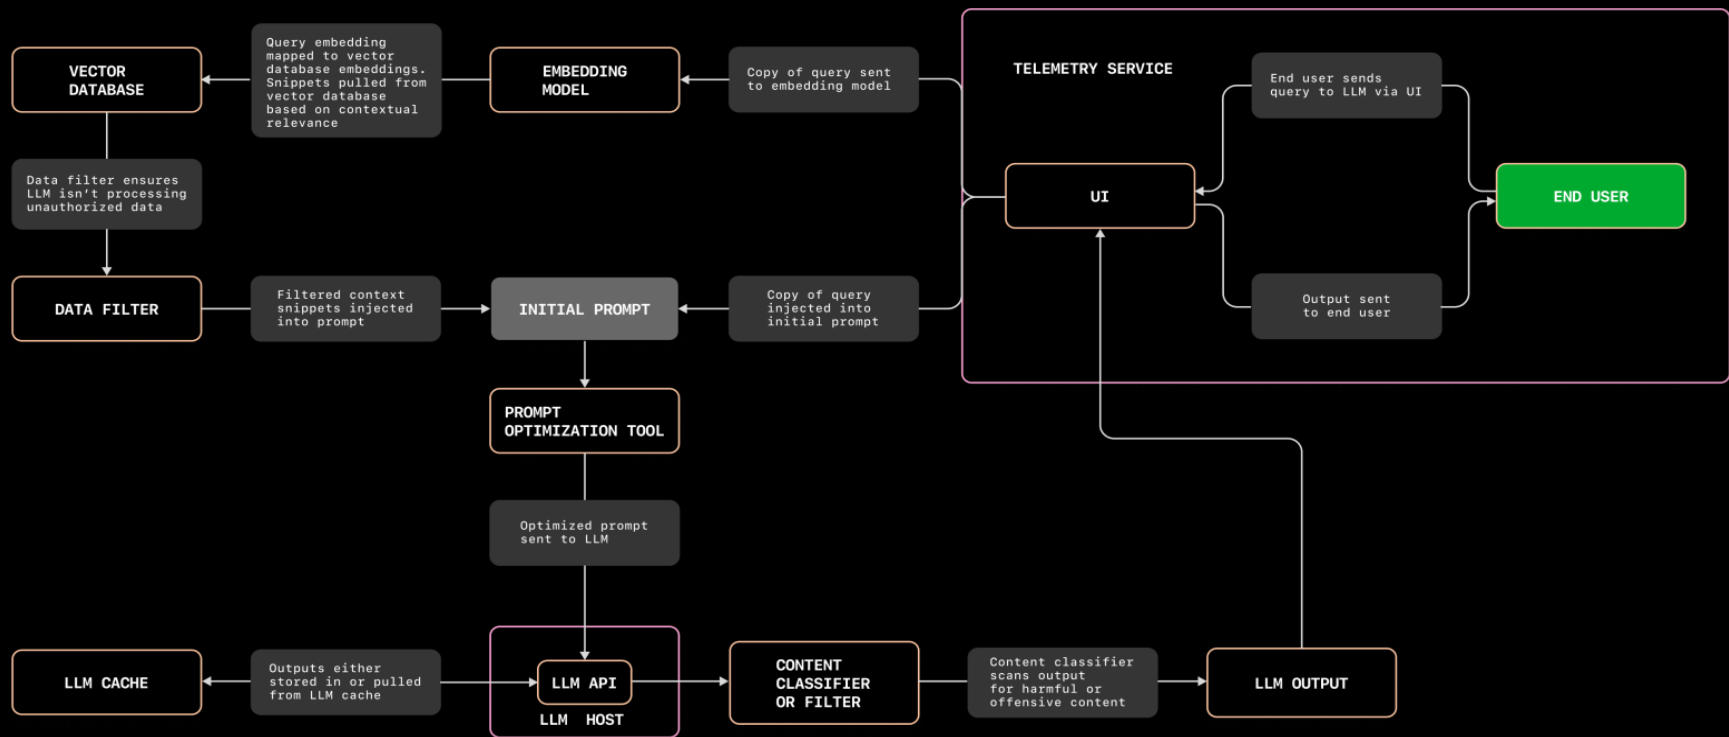 VECTOR
DATABASE
Query embedding
mapped to vector
database embeddings.
Snippets pulled from
vector database
based on contextual
relevance
EMBEDDING
MODEL
Copy of query sent
to embedding model
TELEMETRY SERVICE
End user sends
query to LLM via UI
UI
END USER
Output sent
to end user
Data filter ensures
LLM isn't processing
unauthorized data
DATA FILTER
Filtered context
snippets injected
into prompt
INITIAL PROMPT
Copy of query
injected into
initial prompt
PROMPT
OPTIMIZATION TOOL
Optimized prompt
sent to LLM
LLM CACHE
Outputs either
stored in or pulled
from LLM cache
LLM API
LLM HOST
CONTENT
CLASSIFIER
OR FILTER
Content classifier
scans output
for harmful or
offensive content
LLM OUTPUT